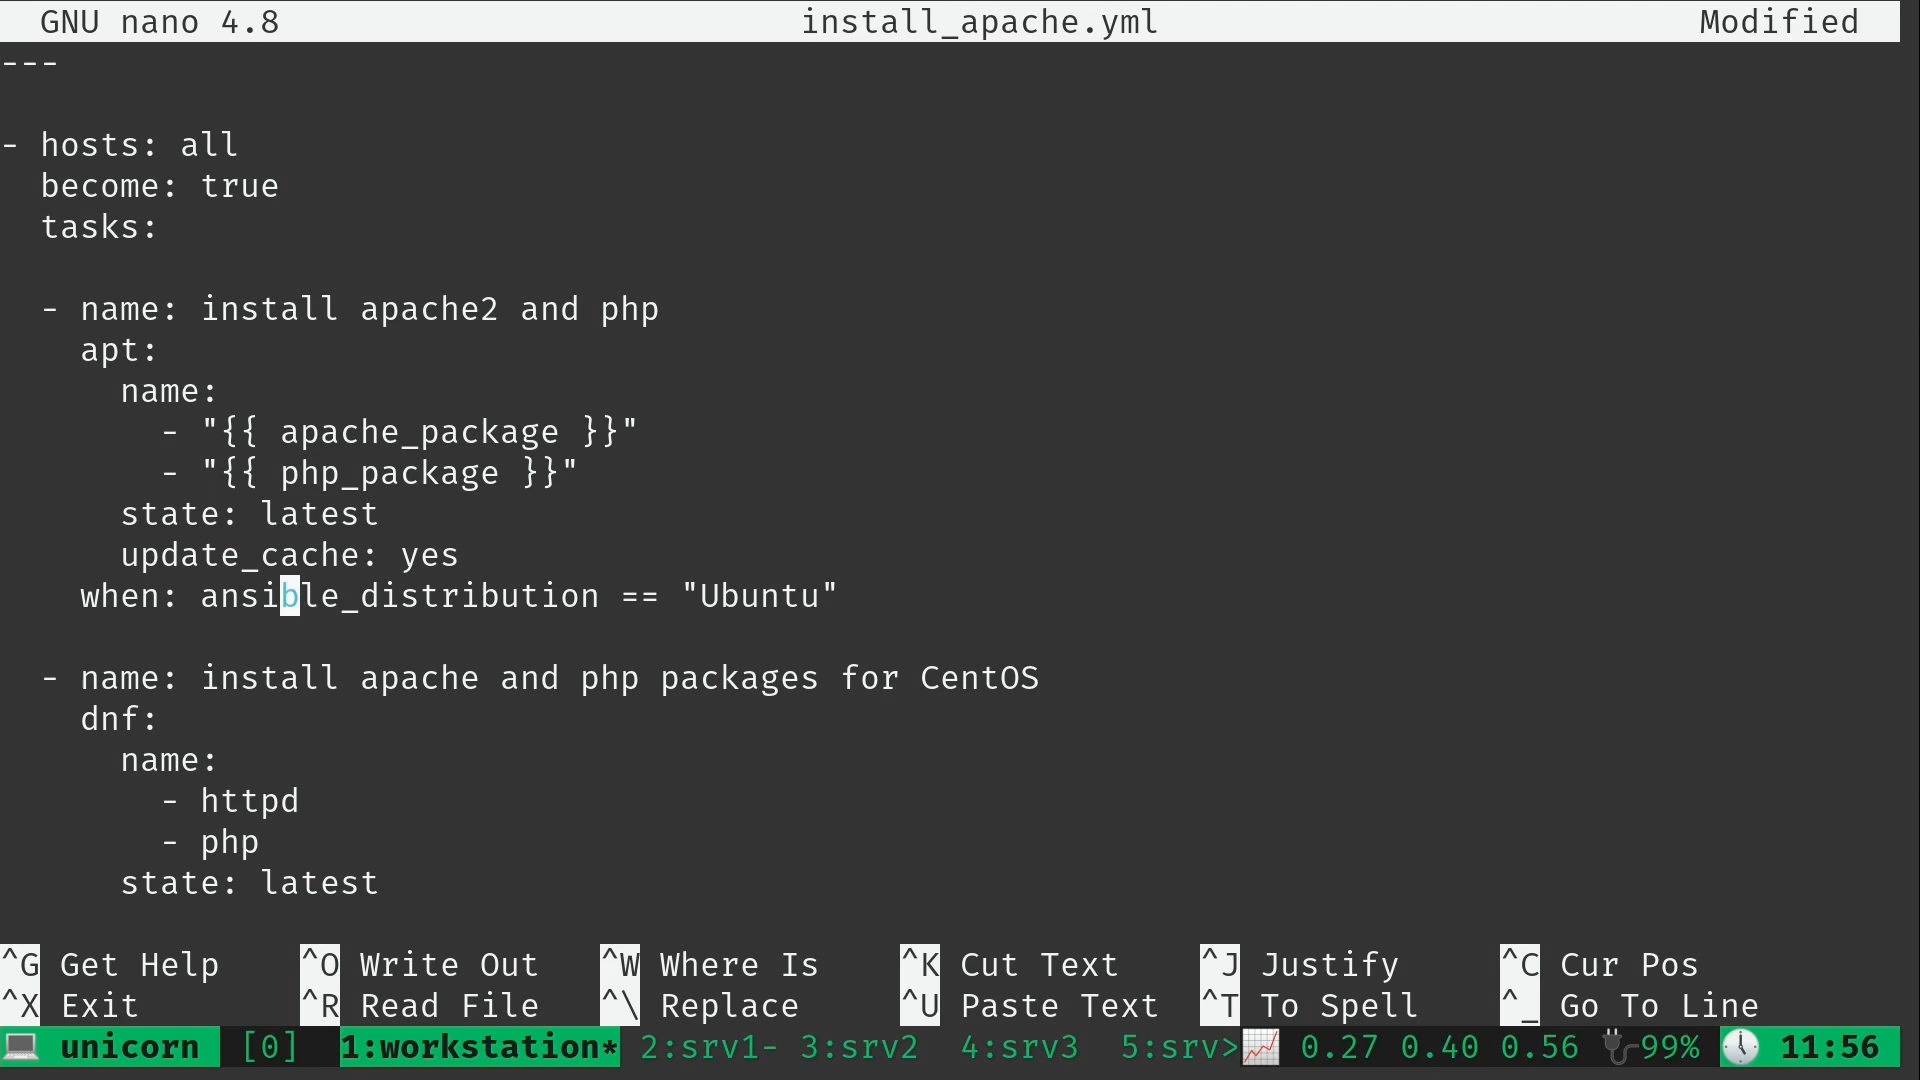 GNU nano 4.8 install_apache.yml Modified
---
- hosts: all
  become: true
  tasks:
  - name: install apache2 and php
    apt:
      name:
        - "{{ apache_package }}"
        - "{{ php_package }}"
      state: latest
      update_cache: yes
    when: ansible_distribution == "Ubuntu"
  - name: install apache and php packages for CentOS
    dnf:
      name:
        - httpd
        - php
      state: latest
^G Get Help ^O Write Out ^W Where Is ^K Cut Text ^J Justify ^C Cur Pos
^X Exit ^R Read File ^\ Replace ^U Paste Text ^T To Spell ^_ Go To Line
unicorn [0] 1:workstation* 2:srv1- 3:srv2 4:srv3 5:srv> 0.27 0.40 0.56 99% 11:56